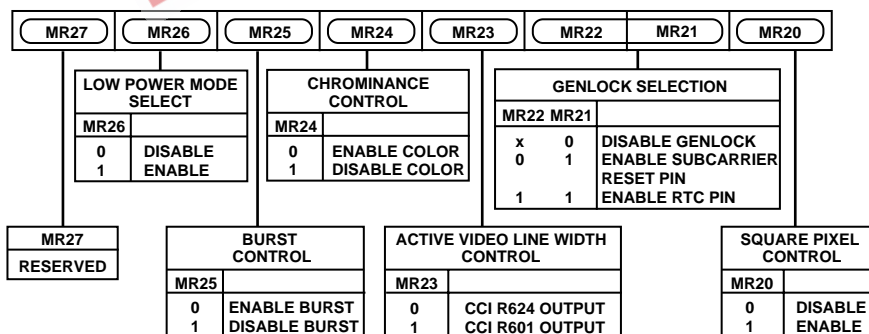 MR27 MR26 MR25 MR24 MR23 MR22 MR21 MR20
LOW POWER MODE
SELECT
MR26
0 DISABLE
1 ENABLE
CHROMINANCE
CONTROL
MR24
0 ENABLE COLOR
1 DISABLE COLOR
GENLOCK SELECTION
MR22 MR21
x 0 DISABLE GENLOCK
0 1 ENABLE SUBCARRIER
RESET PIN
1 1 ENABLE RTC PIN
MR27
RESERVED
BURST
CONTROL
MR25
0 ENABLE BURST
1 DISABLE BURST
ACTIVE VIDEO LINE WIDTH
CONTROL
MR23
0 CCI R624 OUTPUT
1 CCI R601 OUTPUT
SQUARE PIXEL
CONTROL
MR20
0 DISABLE
1 ENABLE